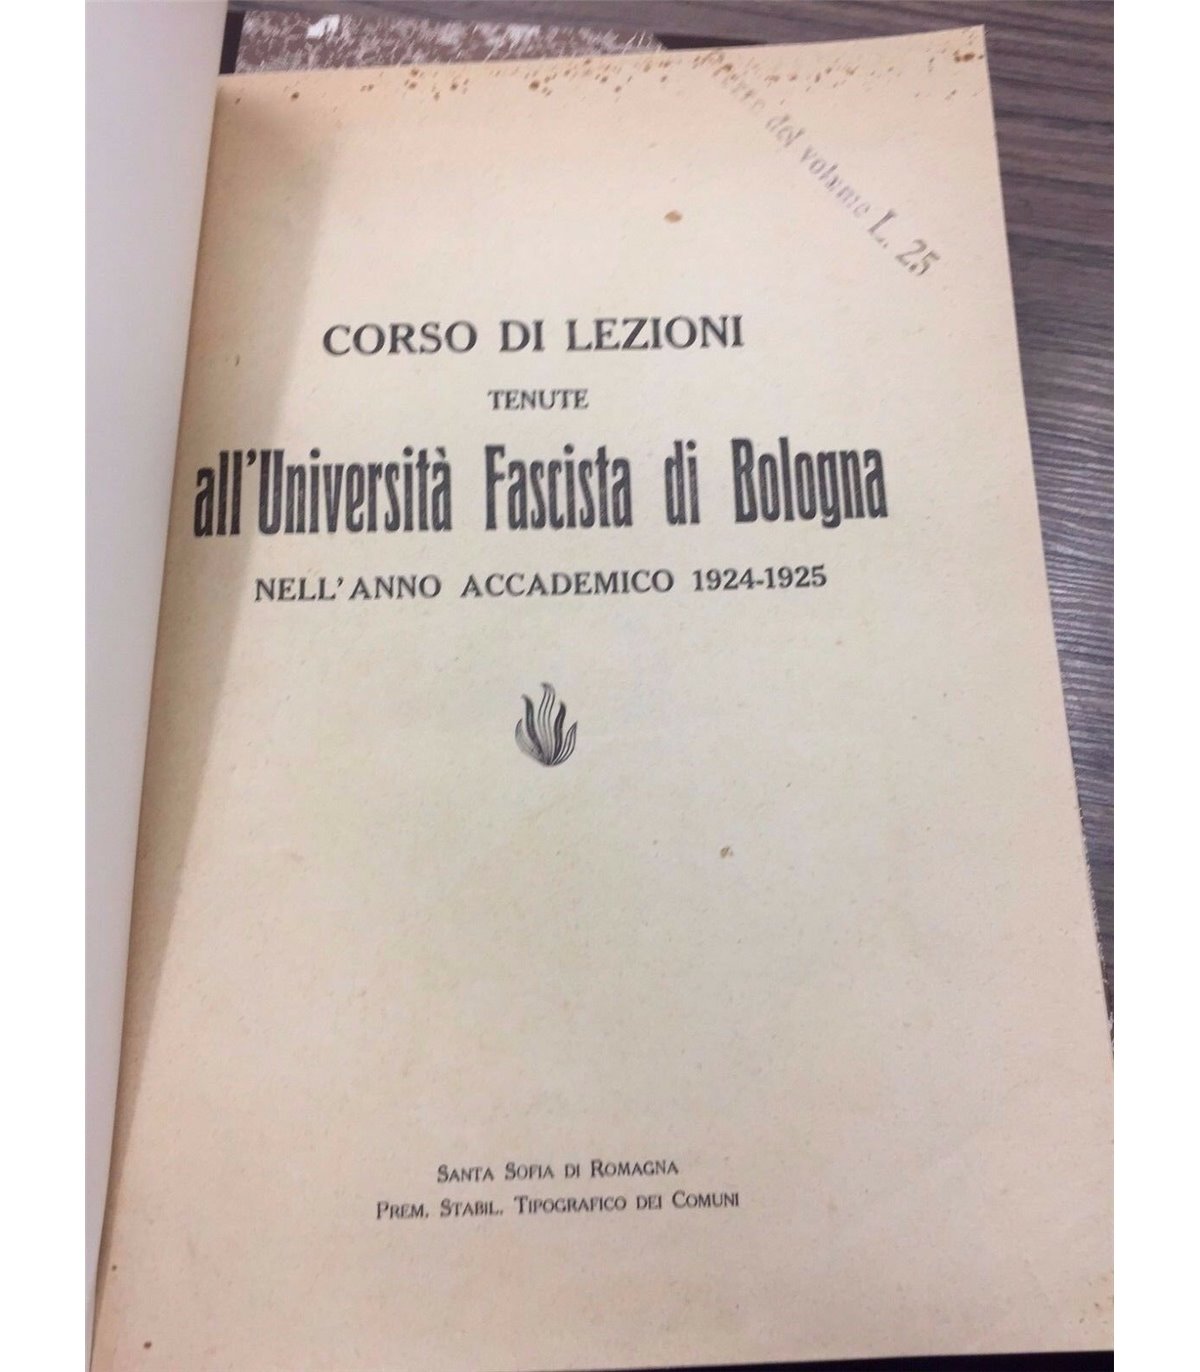 del volume L. 25
CORSO DI LEZIONI
TENUTE
all'Università Fascista di Bologna
NELL'ANNO ACCADEMICO 1924-1925
SANTA SOFIA DI ROMAGNA
PREM. STABIL. TIPOGRAFICO DEI COMUNI